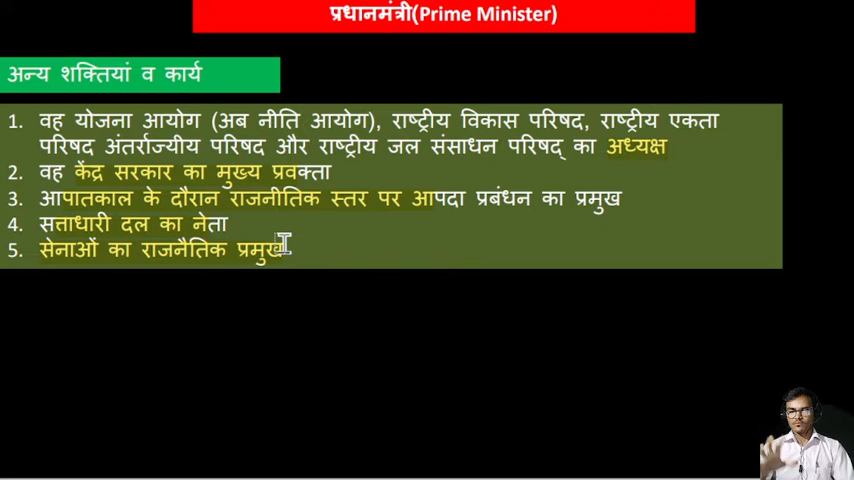 प्रधानमंत्री(Prime Minister)
अन्य शक्तियां व कार्य
1. वह योजना आयोग (अब नीति आयोग), राष्ट्रीय विकास परिषद, राष्ट्रीय एकता
परिषद अंतर्राज्यीय परिषद और राष्ट्रीय जल संसाधन परिषद् का अध्यक्ष
2. वह केंद्र सरकार का मुख्य प्रवक्ता
3. आपातकाल के दौरान राजनीतिक स्तर पर आपदा प्रबंधन का प्रमुख
4. सत्ताधारी दल का नेता
5. सेनाओं का राजनैतिक प्रमुख